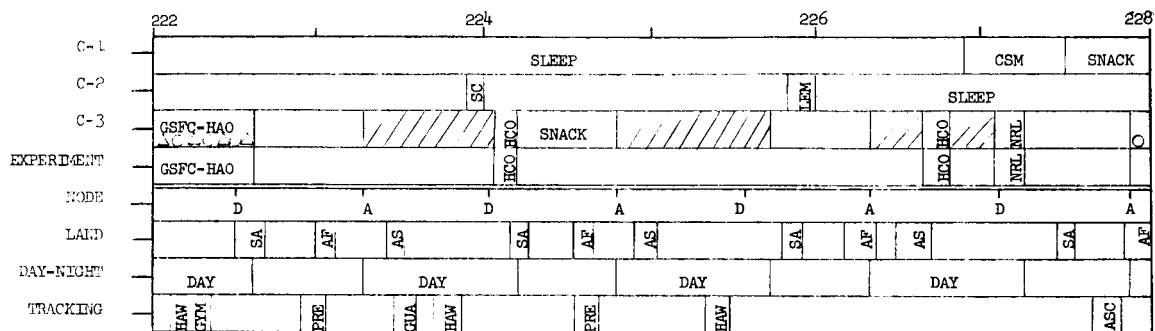 222 224 226 228
C-1 SLEEP CSM SNACK
C-2 SC LEM SLEEP
C-3 GSFC-HAO HCO SNACK HCO NRL O
EXPERIMENT GSFC-HAO HCO HCO NRL
NODE D A D A D A D A
LAND SA AF AS SA AF AS SA AF AS SA AF
DAY-NIGHT DAY DAY DAY DAY
TRACKING HAW GYM PRE GUA HAW PRE HAW ASC